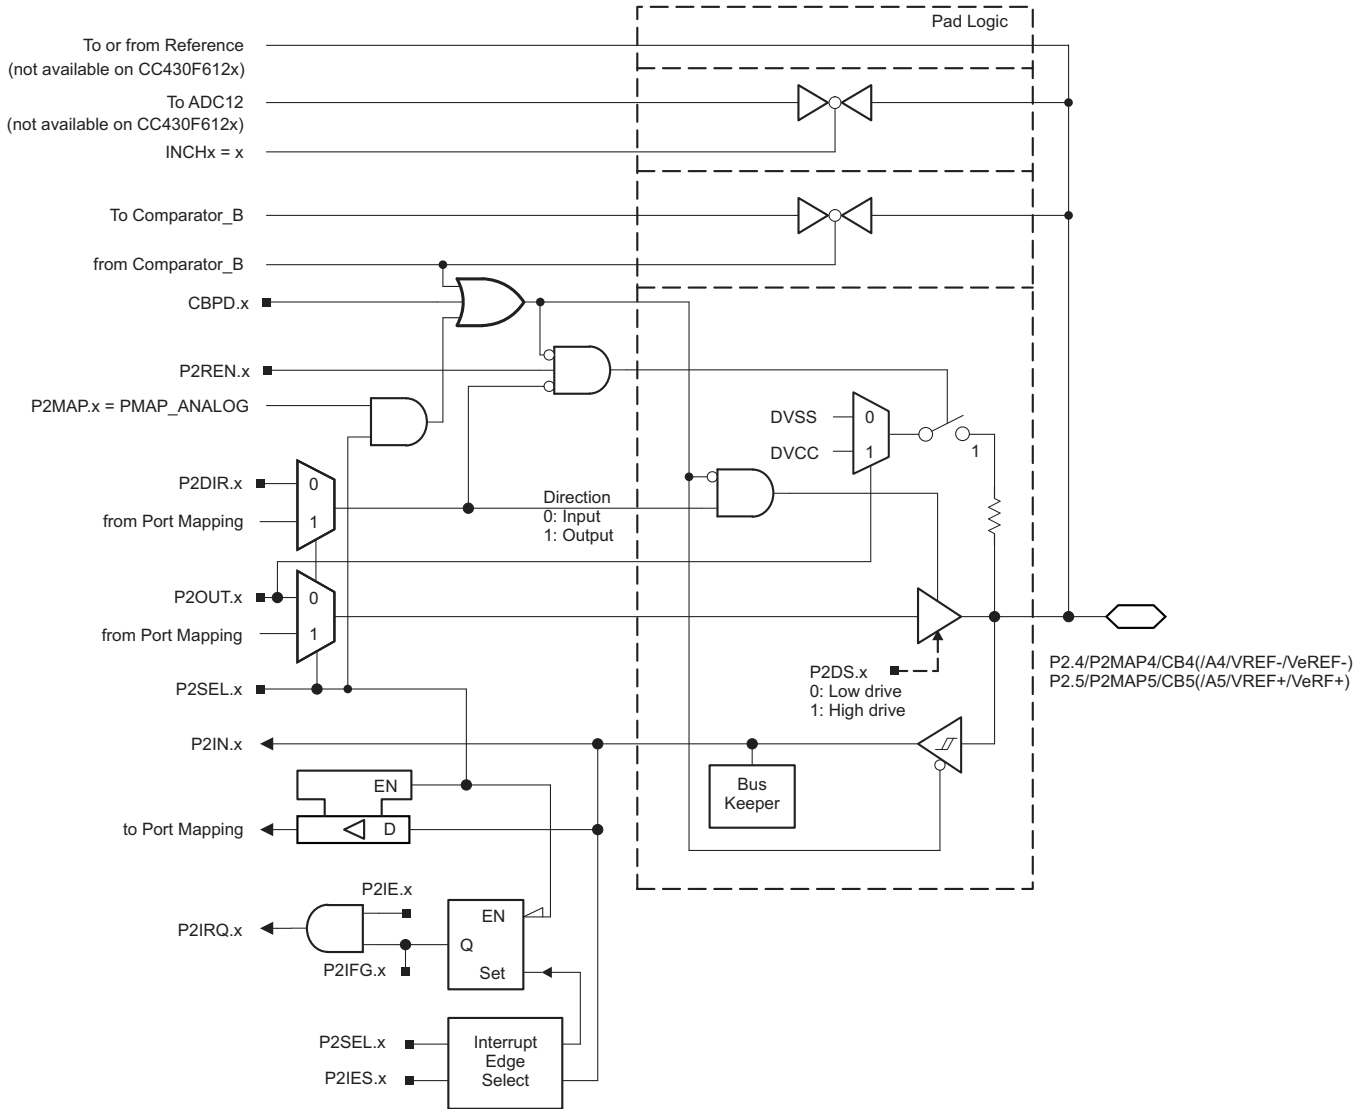 Pad Logic
To or from Reference
(not available on CC430F612x)
To ADC12
(not available on CC430F612x)
INCHx = x
To Comparator_B
from Comparator_B
CBPD.x
P2REN.x
P2MAP.x = PMAP_ANALOG
DVSS
0
DVCC
1
1
P2DIR.x
0
from Port Mapping
1
Direction
0: Input
1: Output
P2OUT.x
0
from Port Mapping
1
P2SEL.x
P2DS.x
0: Low drive
1: High drive
P2.4/P2MAP4/CB4(/A4/VREF-/VeREF-)
P2.5/P2MAP5/CB5(/A5/VREF+/VeRF+)
P2IN.x
Bus
Keeper
EN
to Port Mapping
D
P2IE.x
P2IRQ.x
EN
Q
P2IFG.x
Set
P2SEL.x
P2IES.x
Interrupt
Edge
Select